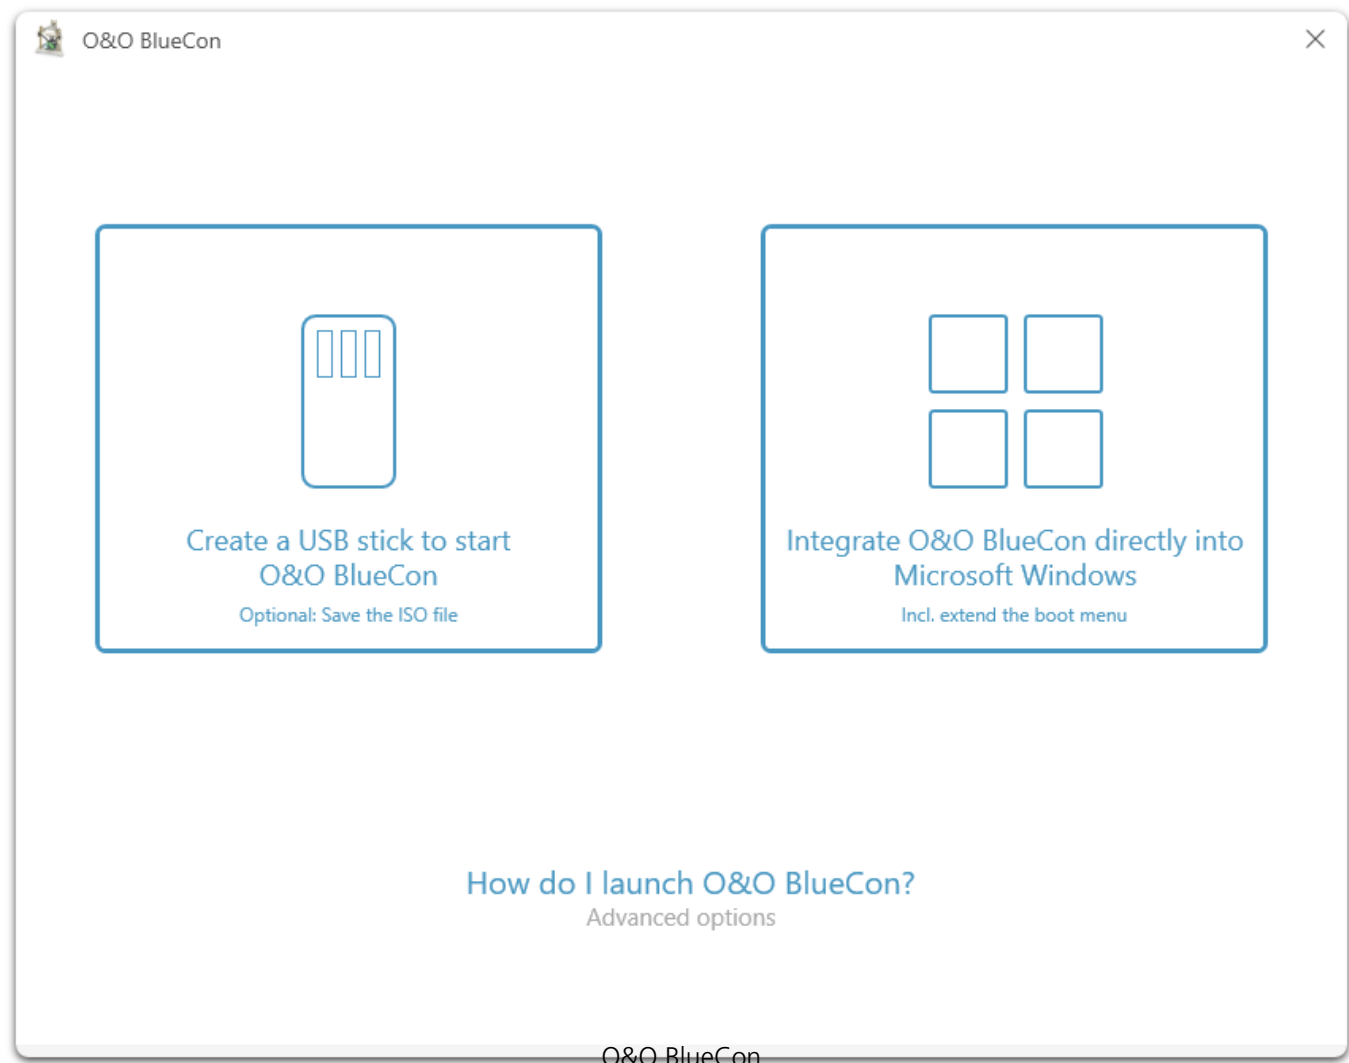 O&O BlueCon
Create a USB stick to start
O&O BlueCon
Optional: Save the ISO file
Integrate O&O BlueCon directly into
Microsoft Windows
Incl. extend the boot menu
How do I launch O&O BlueCon?
Advanced options
O&O BlueCon